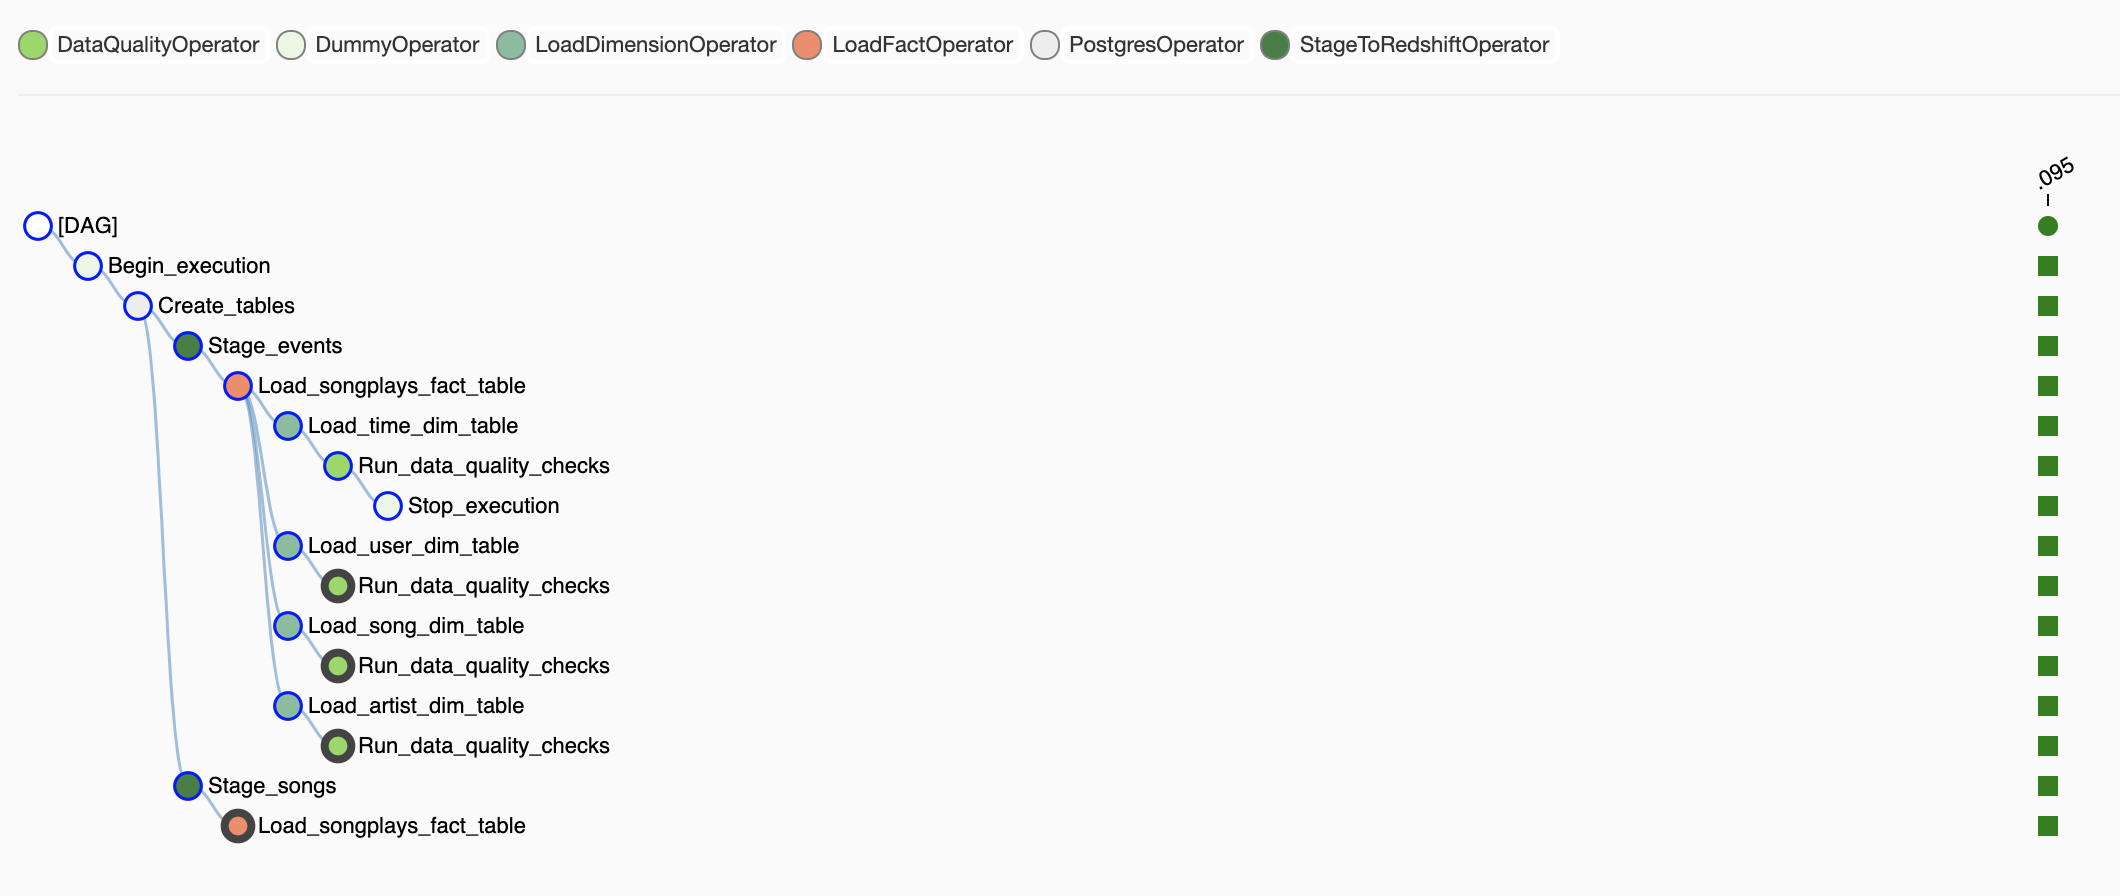 DataQualityOperator DummyOperator LoadDimensionOperator LoadFactOperator PostgresOperator StageToRedshiftOperator
.095
[DAG]
Begin_execution
Create_tables
Stage_events
Load_songplays_fact_table
Load_time_dim_table
Run_data_quality_checks
Stop_execution
Load_user_dim_table
Run_data_quality_checks
Load_song_dim_table
Run_data_quality_checks
Load_artist_dim_table
Run_data_quality_checks
Stage_songs
Load_songplays_fact_table